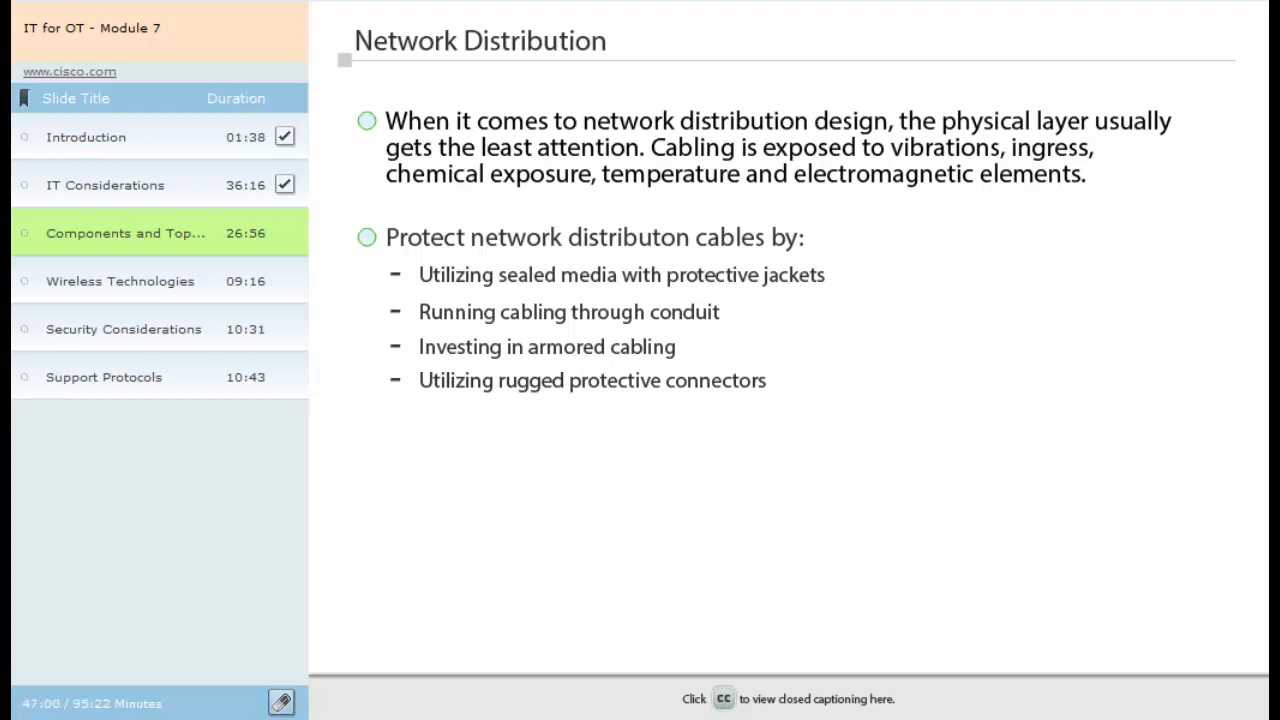 IT for OT - Module 7
www.cisco.com
Slide Title Duration
Introduction 01:38
IT Considerations 36:16
Components and Top... 26:56
Wireless Technologies 09:16
Security Considerations 10:31
Support Protocols 10:43
47:00 / 95:22 Minutes
Network Distribution
When it comes to network distribution design, the physical layer usually
gets the least attention. Cabling is exposed to vibrations, ingress,
chemical exposure, temperature and electromagnetic elements.
Protect network distributon cables by:
- Utilizing sealed media with protective jackets
- Running cabling through conduit
- Investing in armored cabling
- Utilizing rugged protective connectors
Click CC to view closed captioning here.